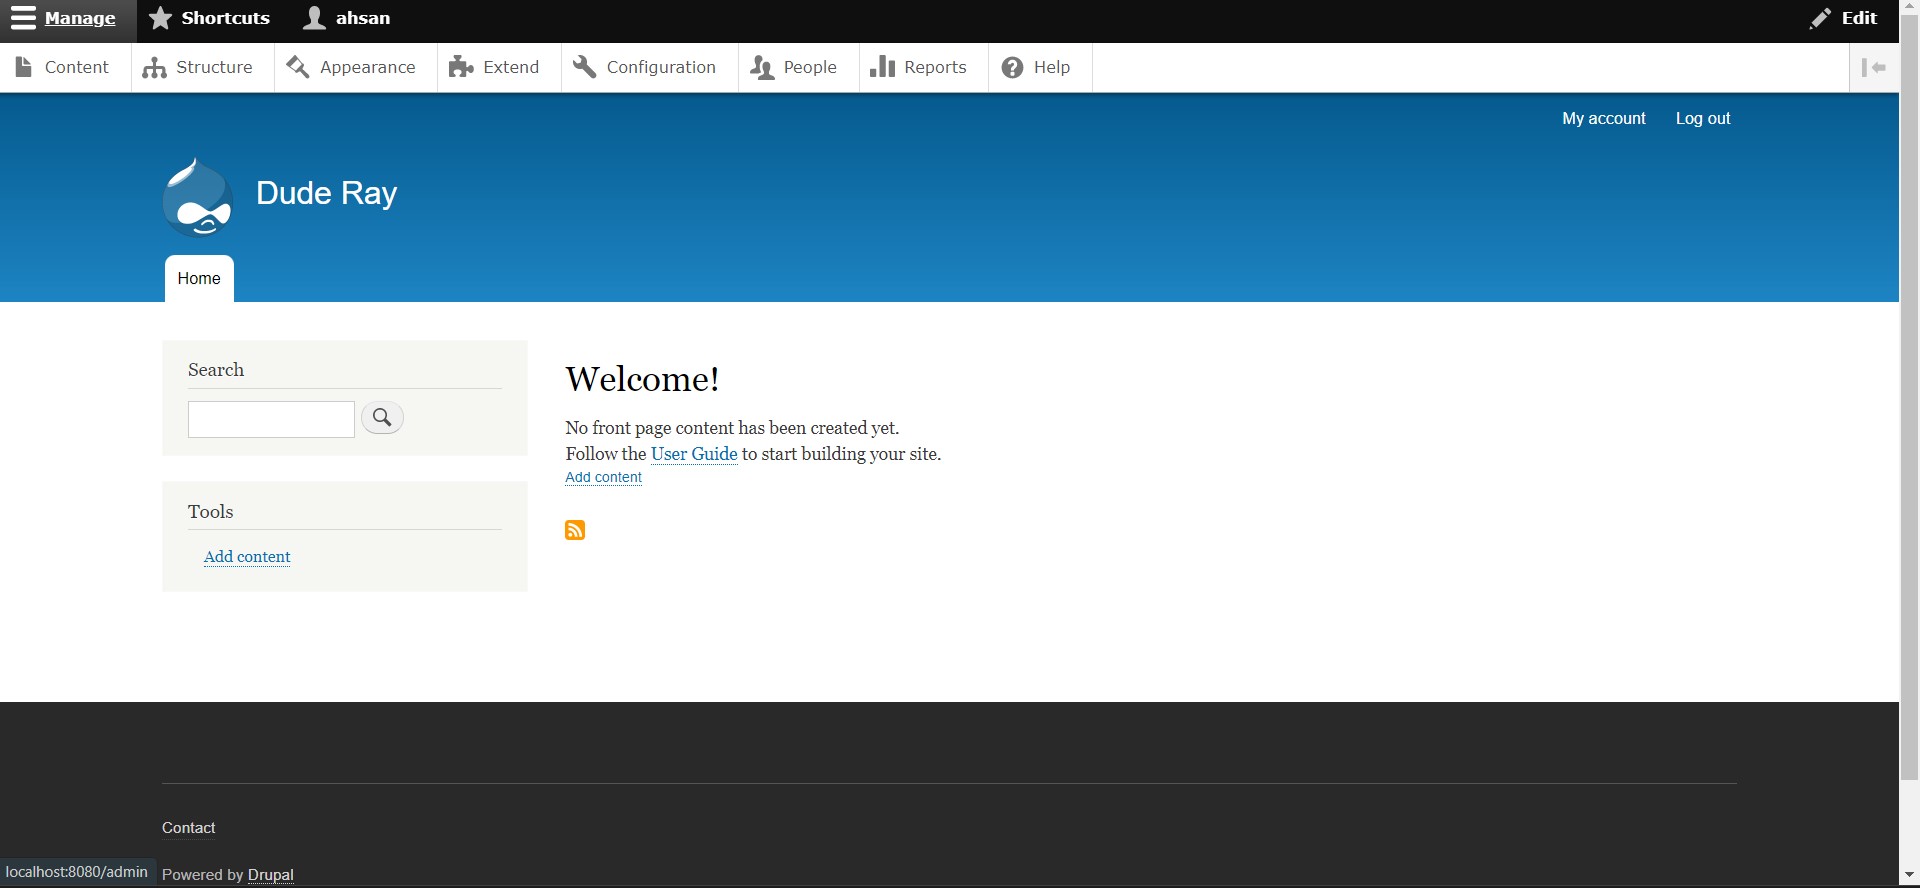 Manage Shortcuts ahsan Edit
Content Structure Appearance Extend Configuration People Reports Help
My account Log out
Dude Ray
Home
Search
Welcome!
No front page content has been created yet.
Follow the User Guide to start building your site.
Add content
Tools
Add content
Contact
localhost:8080/admin
Powered by Drupal